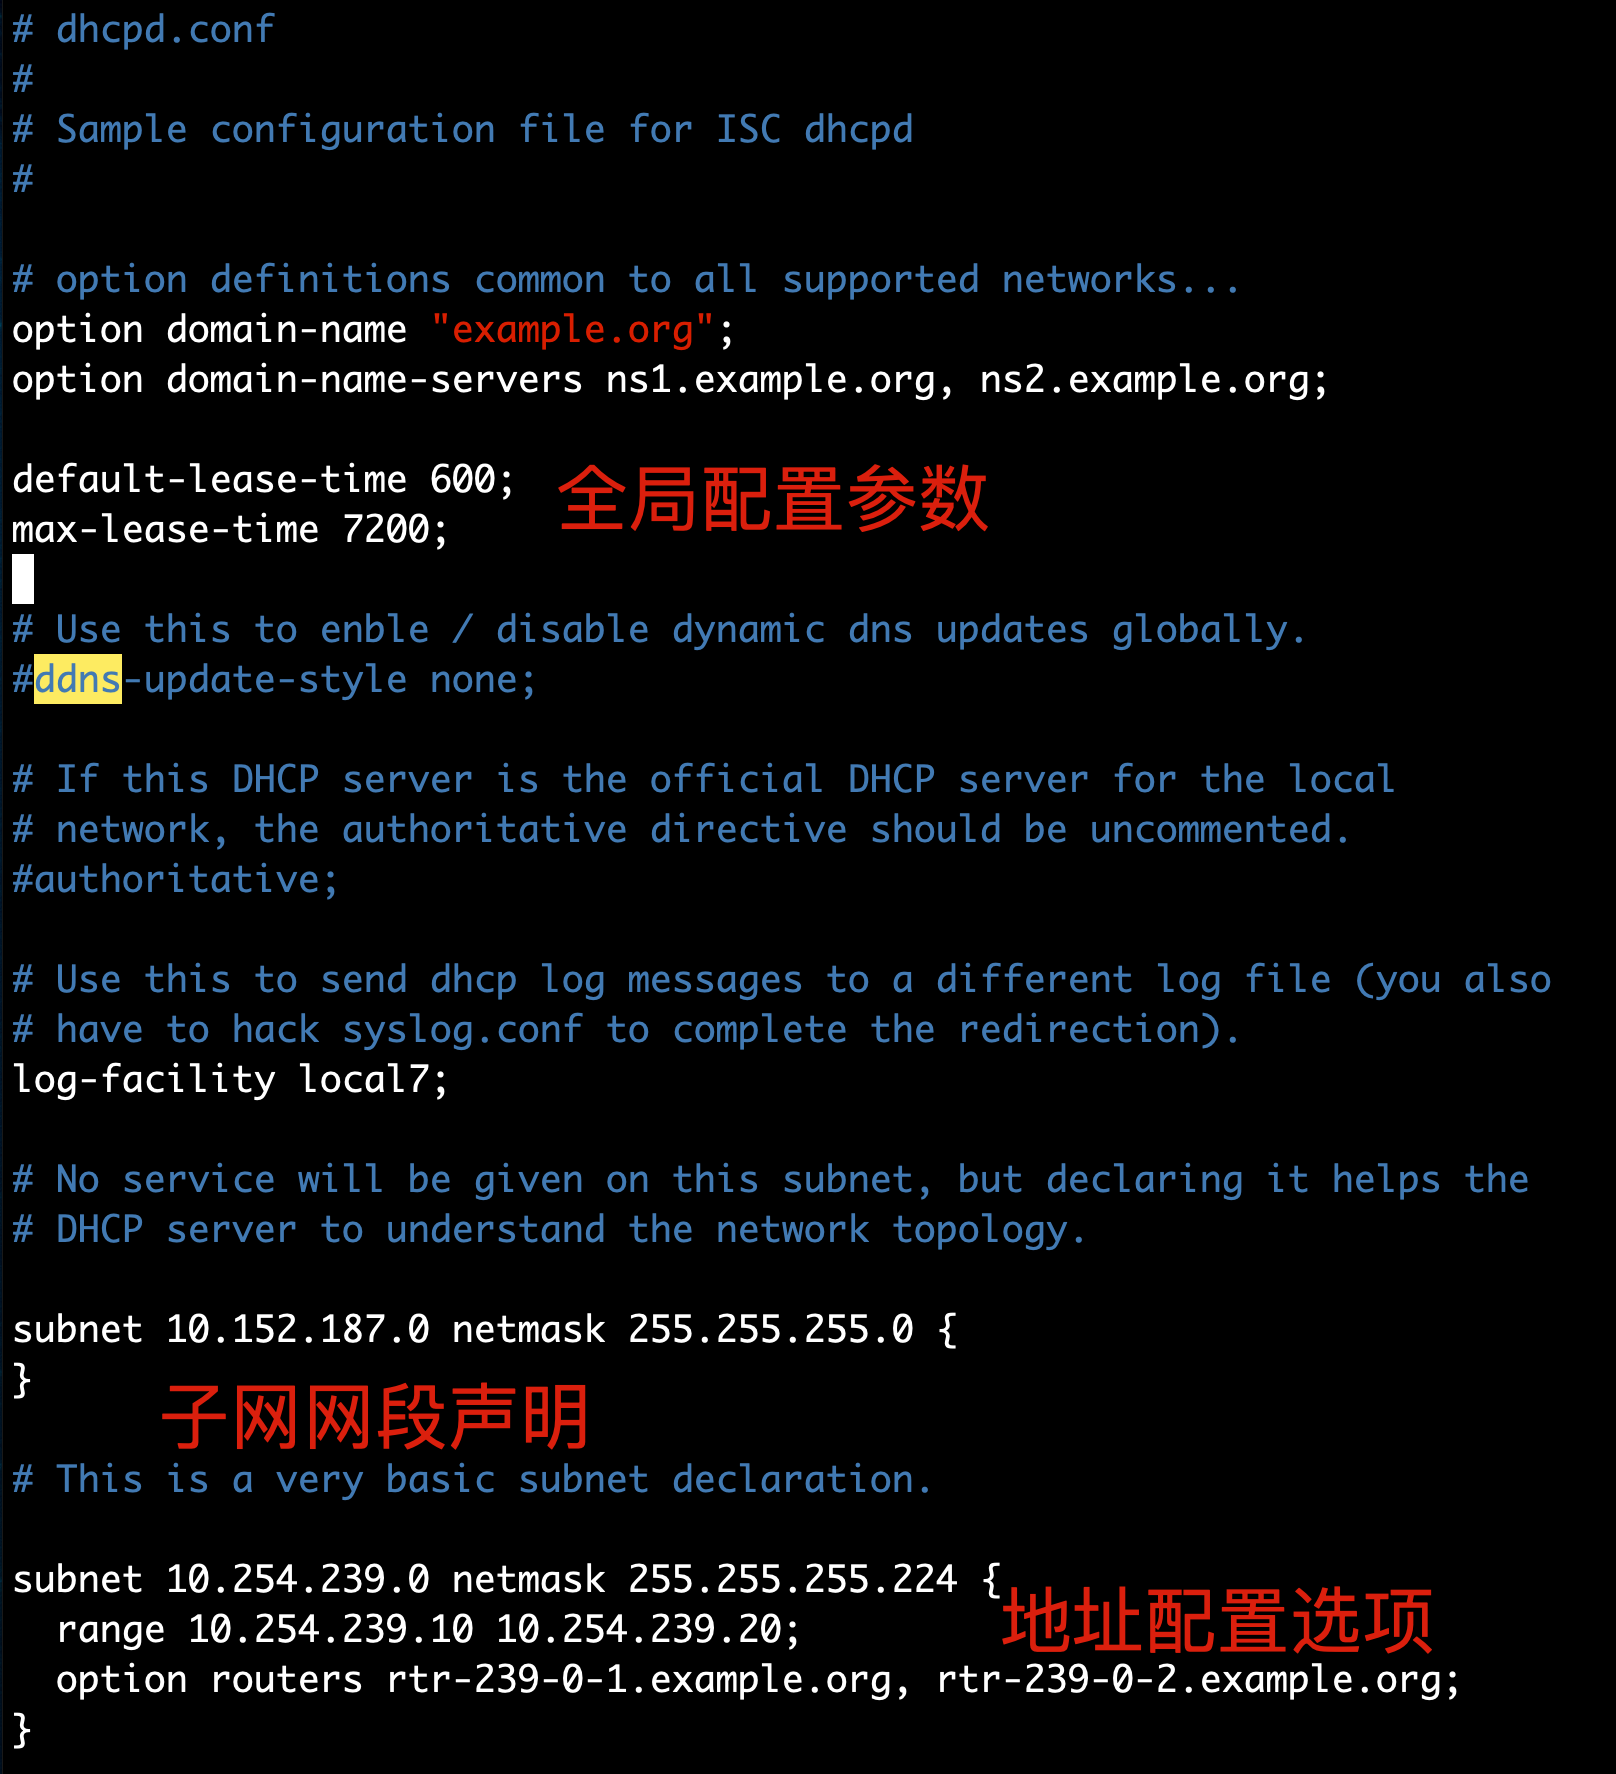 # dhcpd.conf
#
# Sample configuration file for ISC dhcpd
#
# option definitions common to all supported networks...
option domain-name "example.org";
option domain-name-servers ns1.example.org, ns2.example.org;
default-lease-time 600;
全局配置参数
max-lease-time 7200;
# Use this to enble / disable dynamic dns updates globally.
#ddns-update-style none;
# If this DHCP server is the official DHCP server for the local
# network, the authoritative directive should be uncommented.
#authoritative;
# Use this to send dhcp log messages to a different log file (you also
# have to hack syslog.conf to complete the redirection).
log-facility local7;
# No service will be given on this subnet, but declaring it helps the
# DHCP server to understand the network topology.
subnet 10.152.187.0 netmask 255.255.255.0 {
}
子网网段声明
# This is a very basic subnet declaration.
subnet 10.254.239.0 netmask 255.255.255.224 {
地址配置选项
  range 10.254.239.10 10.254.239.20;
  option routers rtr-239-0-1.example.org, rtr-239-0-2.example.org;
}